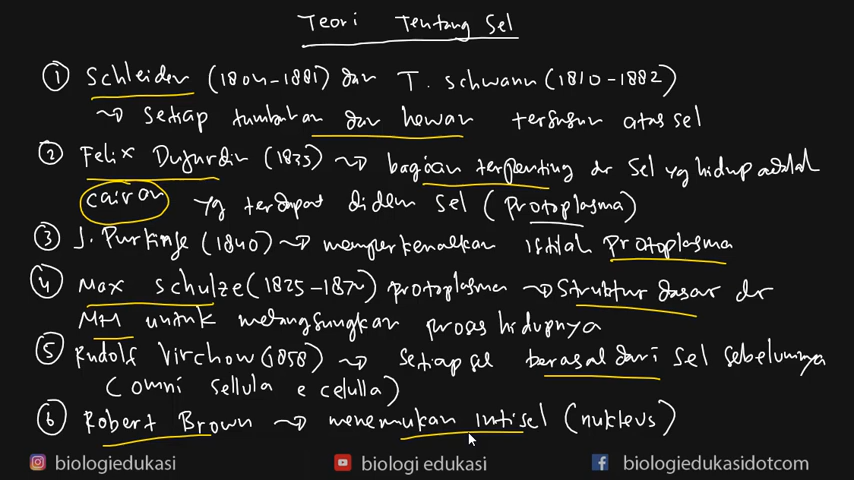 Teori Tentang Sel
① Schleiden (1804-1881) dan T. Schwann (1810-1882)
~> Setiap tumbuhan dan hewan tersusun atas sel
② Felix Dujurdin (1835) ~> bagian terpenting dr Sel yg hidup adalah
cairan yg terdapat didlm Sel (Protoplasma)
③ J. Purkinje (1840) ~> memperkenalkan istilah Protoplasma
④ Max Schulze (1825-1874) protoplasma ~> Struktur dasar dr
MH untuk melangsungkan proses hidupnya
⑤ Rudolf Virchow (1858) ~> setiap sel berasal dari sel sebelumnya
(omni sellula e celulla)
⑥ Robert Brown ~> menemukan intisel (nukleus)
biologiedukasi biologi edukasi biologiedukasidotcom